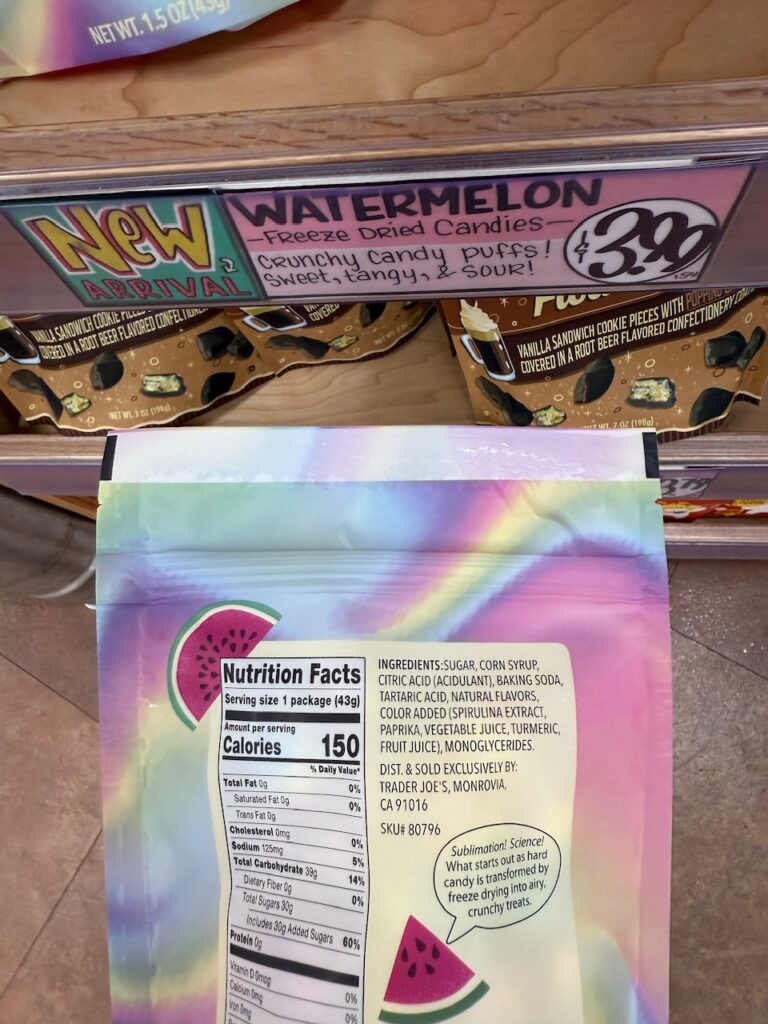 NET WT. 1.5 OZ (43g)
New
ARRIVAL
WATERMELON
-Freeze Dried Candies-
Crunchy Candy Puffs!
Sweet, tangy, & SOUR!
3.99
VANILLA SANDWICH COOKIE PIECES
COVERED IN A ROOT BEER FLAVORED CONFECTIONERY
NET WT. 7 OZ (198g)
COVERED
VANILLA SANDWICH COOKIE PIECES WITH POPPING
COVERED IN A ROOT BEER FLAVORED CONFECTIONERY
NET WT. 7 OZ (198g)
3.79
Nutrition Facts
Serving size 1 package (43g)
Amount per serving
Calories 150
% Daily Value*
Total Fat 0g 0%
Saturated Fat 0g 0%
Trans Fat 0g
Cholesterol 0mg 0%
Sodium 125mg 5%
Total Carbohydrate 39g 14%
Dietary Fiber 0g 0%
Total Sugars 30g
Includes 30g Added Sugars 60%
Protein 0g
Vitamin D 0mcg 0%
Calcium 0mg 0%
Iron 0mg 0%
INGREDIENTS: SUGAR, CORN SYRUP,
CITRIC ACID (ACIDULANT), BAKING SODA,
TARTARIC ACID, NATURAL FLAVORS,
COLOR ADDED (SPIRULINA EXTRACT,
PAPRIKA, VEGETABLE JUICE, TURMERIC,
FRUIT JUICE), MONOGLYCERIDES.
DIST. & SOLD EXCLUSIVELY BY:
TRADER JOE'S, MONROVIA,
CA 91016
SKU# 80796
Sublimation! Science!
What starts out as hard
candy is transformed by
freeze drying into airy,
crunchy treats.